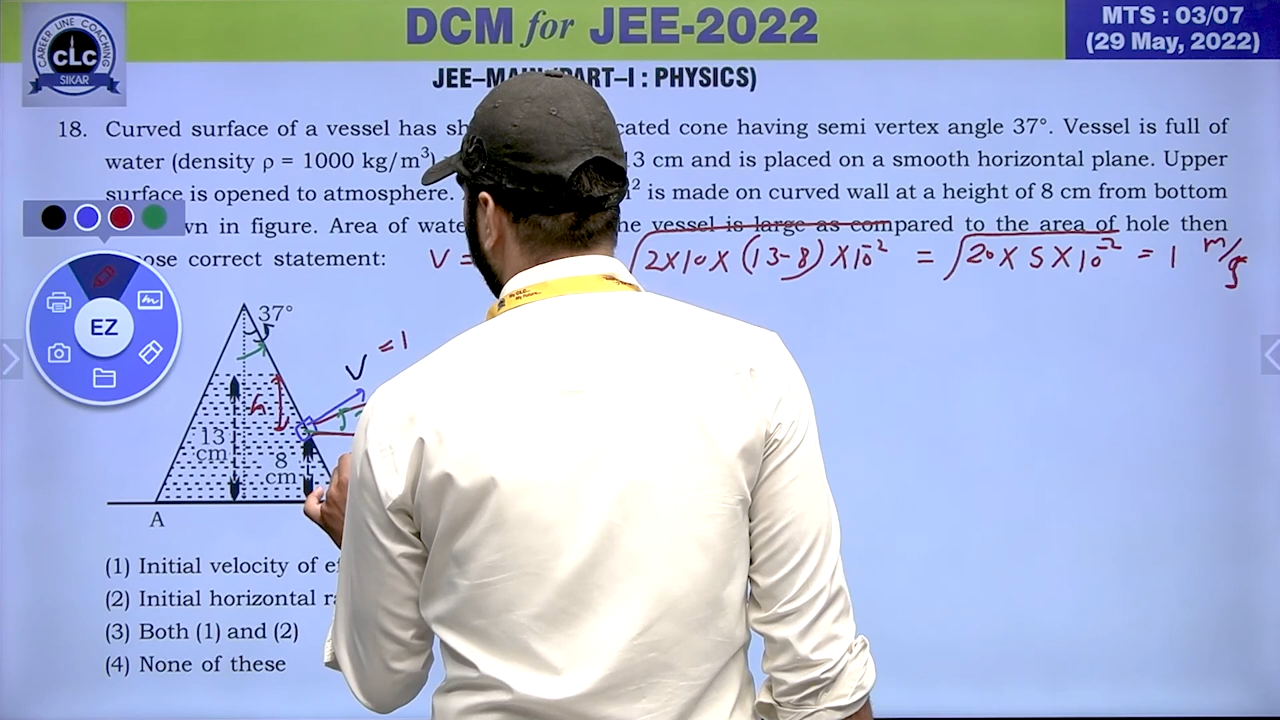 DCM for JEE-2022
MTS : 03/07
(29 May, 2022)
CAREER LINE COACHING
CLC
SIKAR
JEE–MAIN (PART–I : PHYSICS)
18. Curved surface of a vessel has sh cated cone having semi vertex angle 37°. Vessel is full of
water (density ρ = 1000 kg/m³) 13 cm and is placed on a smooth horizontal plane. Upper
surface is opened to atmosphere. ² is made on curved wall at a height of 8 cm from bottom
wn in figure. Area of wate he vessel is large as compared to the area of hole then
ose correct statement:
V = √2×10×(13-8)×10⁻² = √20×5×10⁻² = 1 m/s
37°
V = 1
h
13
cm
8
cm
EZ
A
(1) Initial velocity of ef
(2) Initial horizontal ra
(3) Both (1) and (2)
(4) None of these